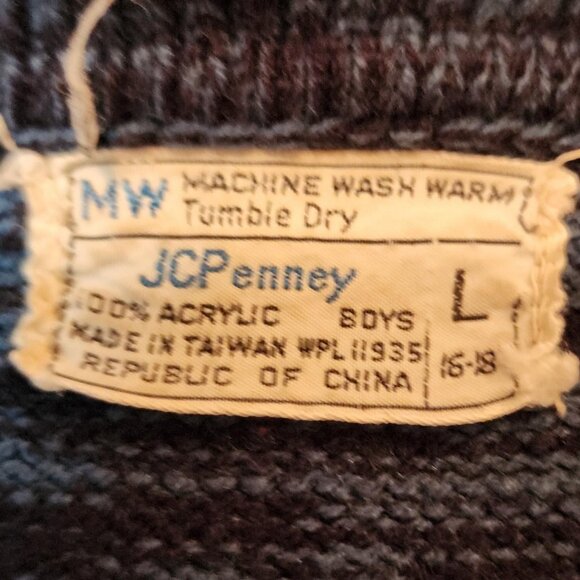 MW MACHINE WASH WARM
Tumble Dry
JCPenney
100% ACRYLIC BOYS L
MADE IN TAIWAN WPL 11935
REPUBLIC OF CHINA 16-18